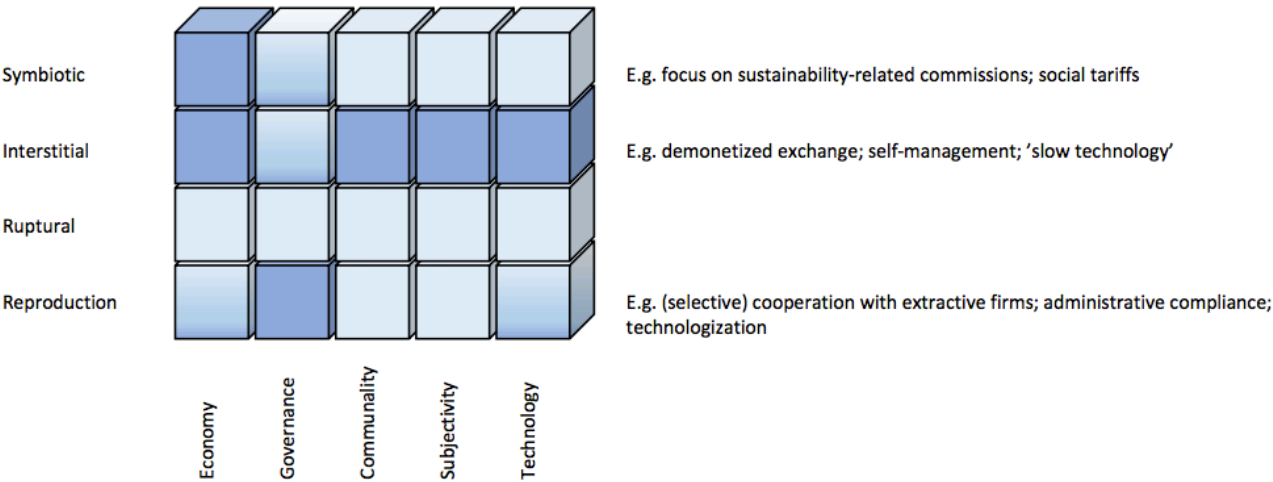 Symbiotic
E.g. focus on sustainability-related commissions; social tariffs
Interstitial
E.g. demonetized exchange; self-management; ’slow technology’
Ruptural
Reproduction
E.g. (selective) cooperation with extractive firms; administrative compliance;
technologization
Economy
Governance
Communality
Subjectivity
Technology